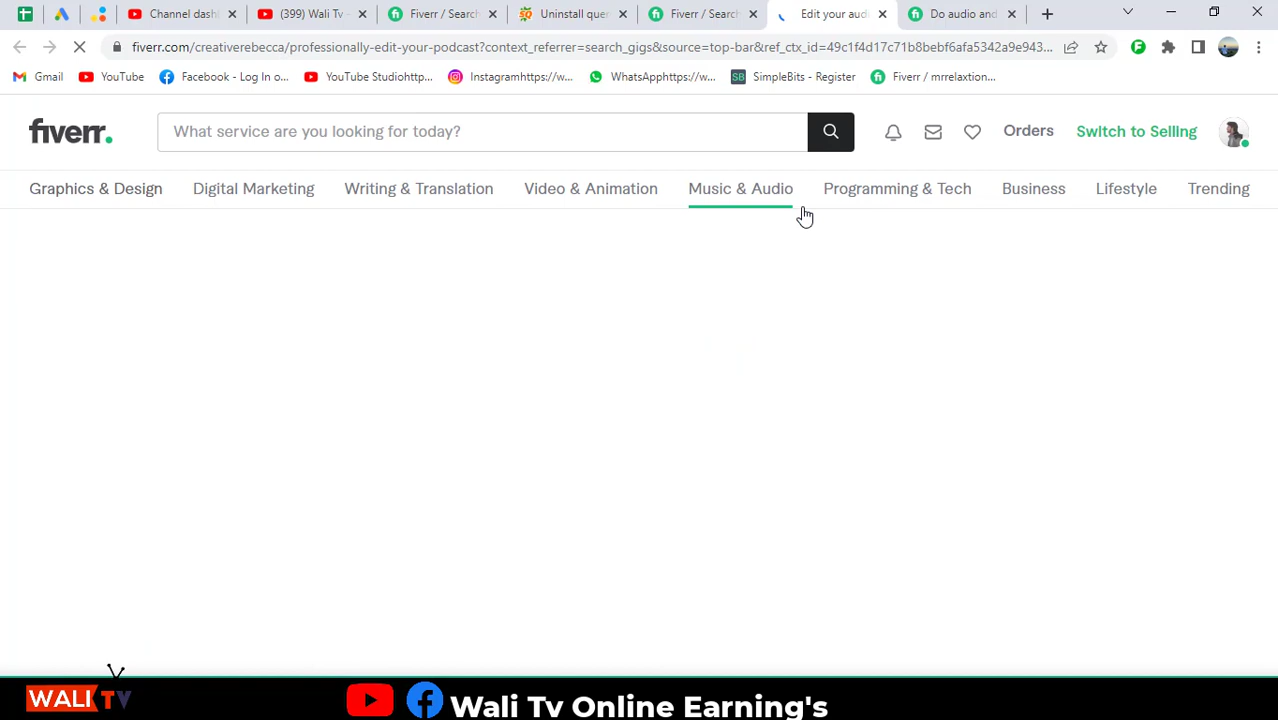 Channel dash
(399) Wali Tv -
Fiverr / Search
Uninstall quer
Fiverr / Search
Edit your audi
Do audio and
fiverr.com/creativerebecca/professionally-edit-your-podcast?context_referrer=search_gigs&source=top-bar&ref_ctx_id=49c1f4d17c71b8bebf03fa5342a9e943...
Gmail
YouTube
Facebook - Log In o...
YouTube Studiohttp...
Instagramhttps://w...
WhatsApphttps://w...
SB
SimpleBits - Register
Fiverr / mrrelaxtion...
fiverr.
What service are you looking for today?
Orders
Switch to Selling
Graphics & Design
Digital Marketing
Writing & Translation
Video & Animation
Music & Audio
Programming & Tech
Business
Lifestyle
Trending
WALI TV
Wali Tv Online Earning's